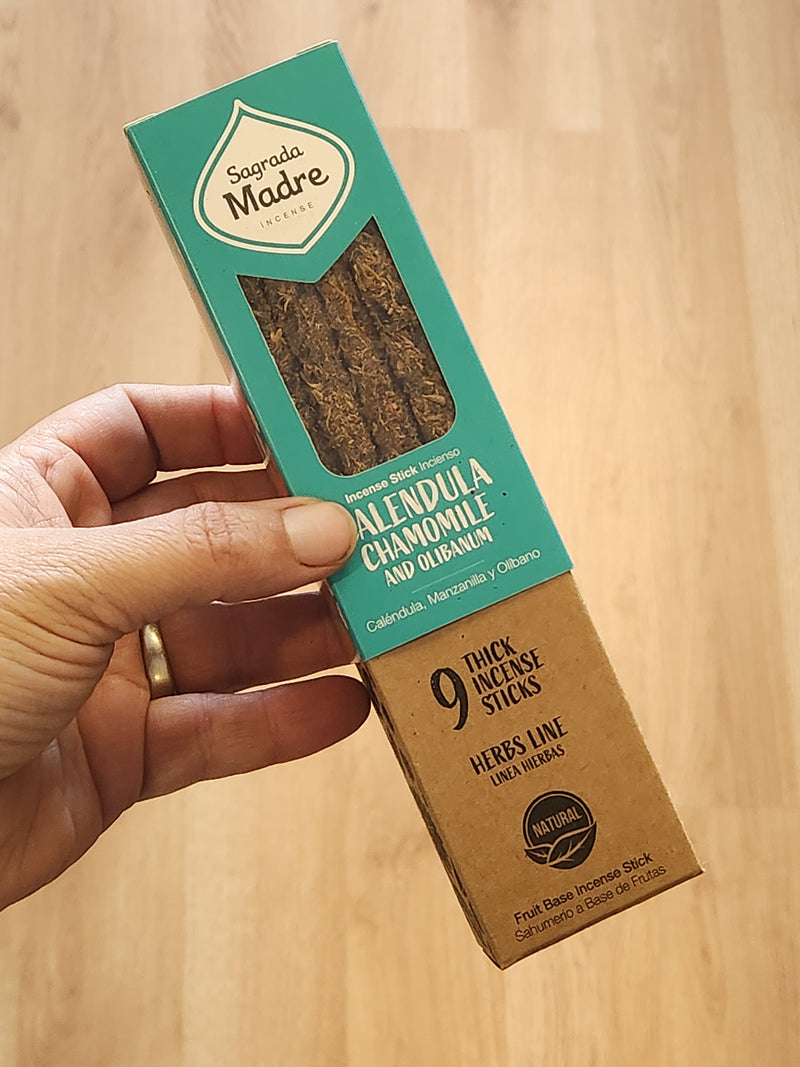 Sagrada
Madre
INCENSE
Incense Stick Incienso
ALENDULA
CHAMOMILE
AND OLIBANUM
Caléndula, Manzanilla y Olíbano
9 THICK
INCENSE
STICKS
HERBS LINE
LINEA HIERBAS
NATURAL
Fruit Base Incense Stick
Sahumerio a Base de Frutas